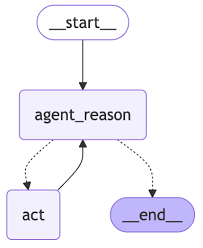 __start__
agent_reason
act
__end__